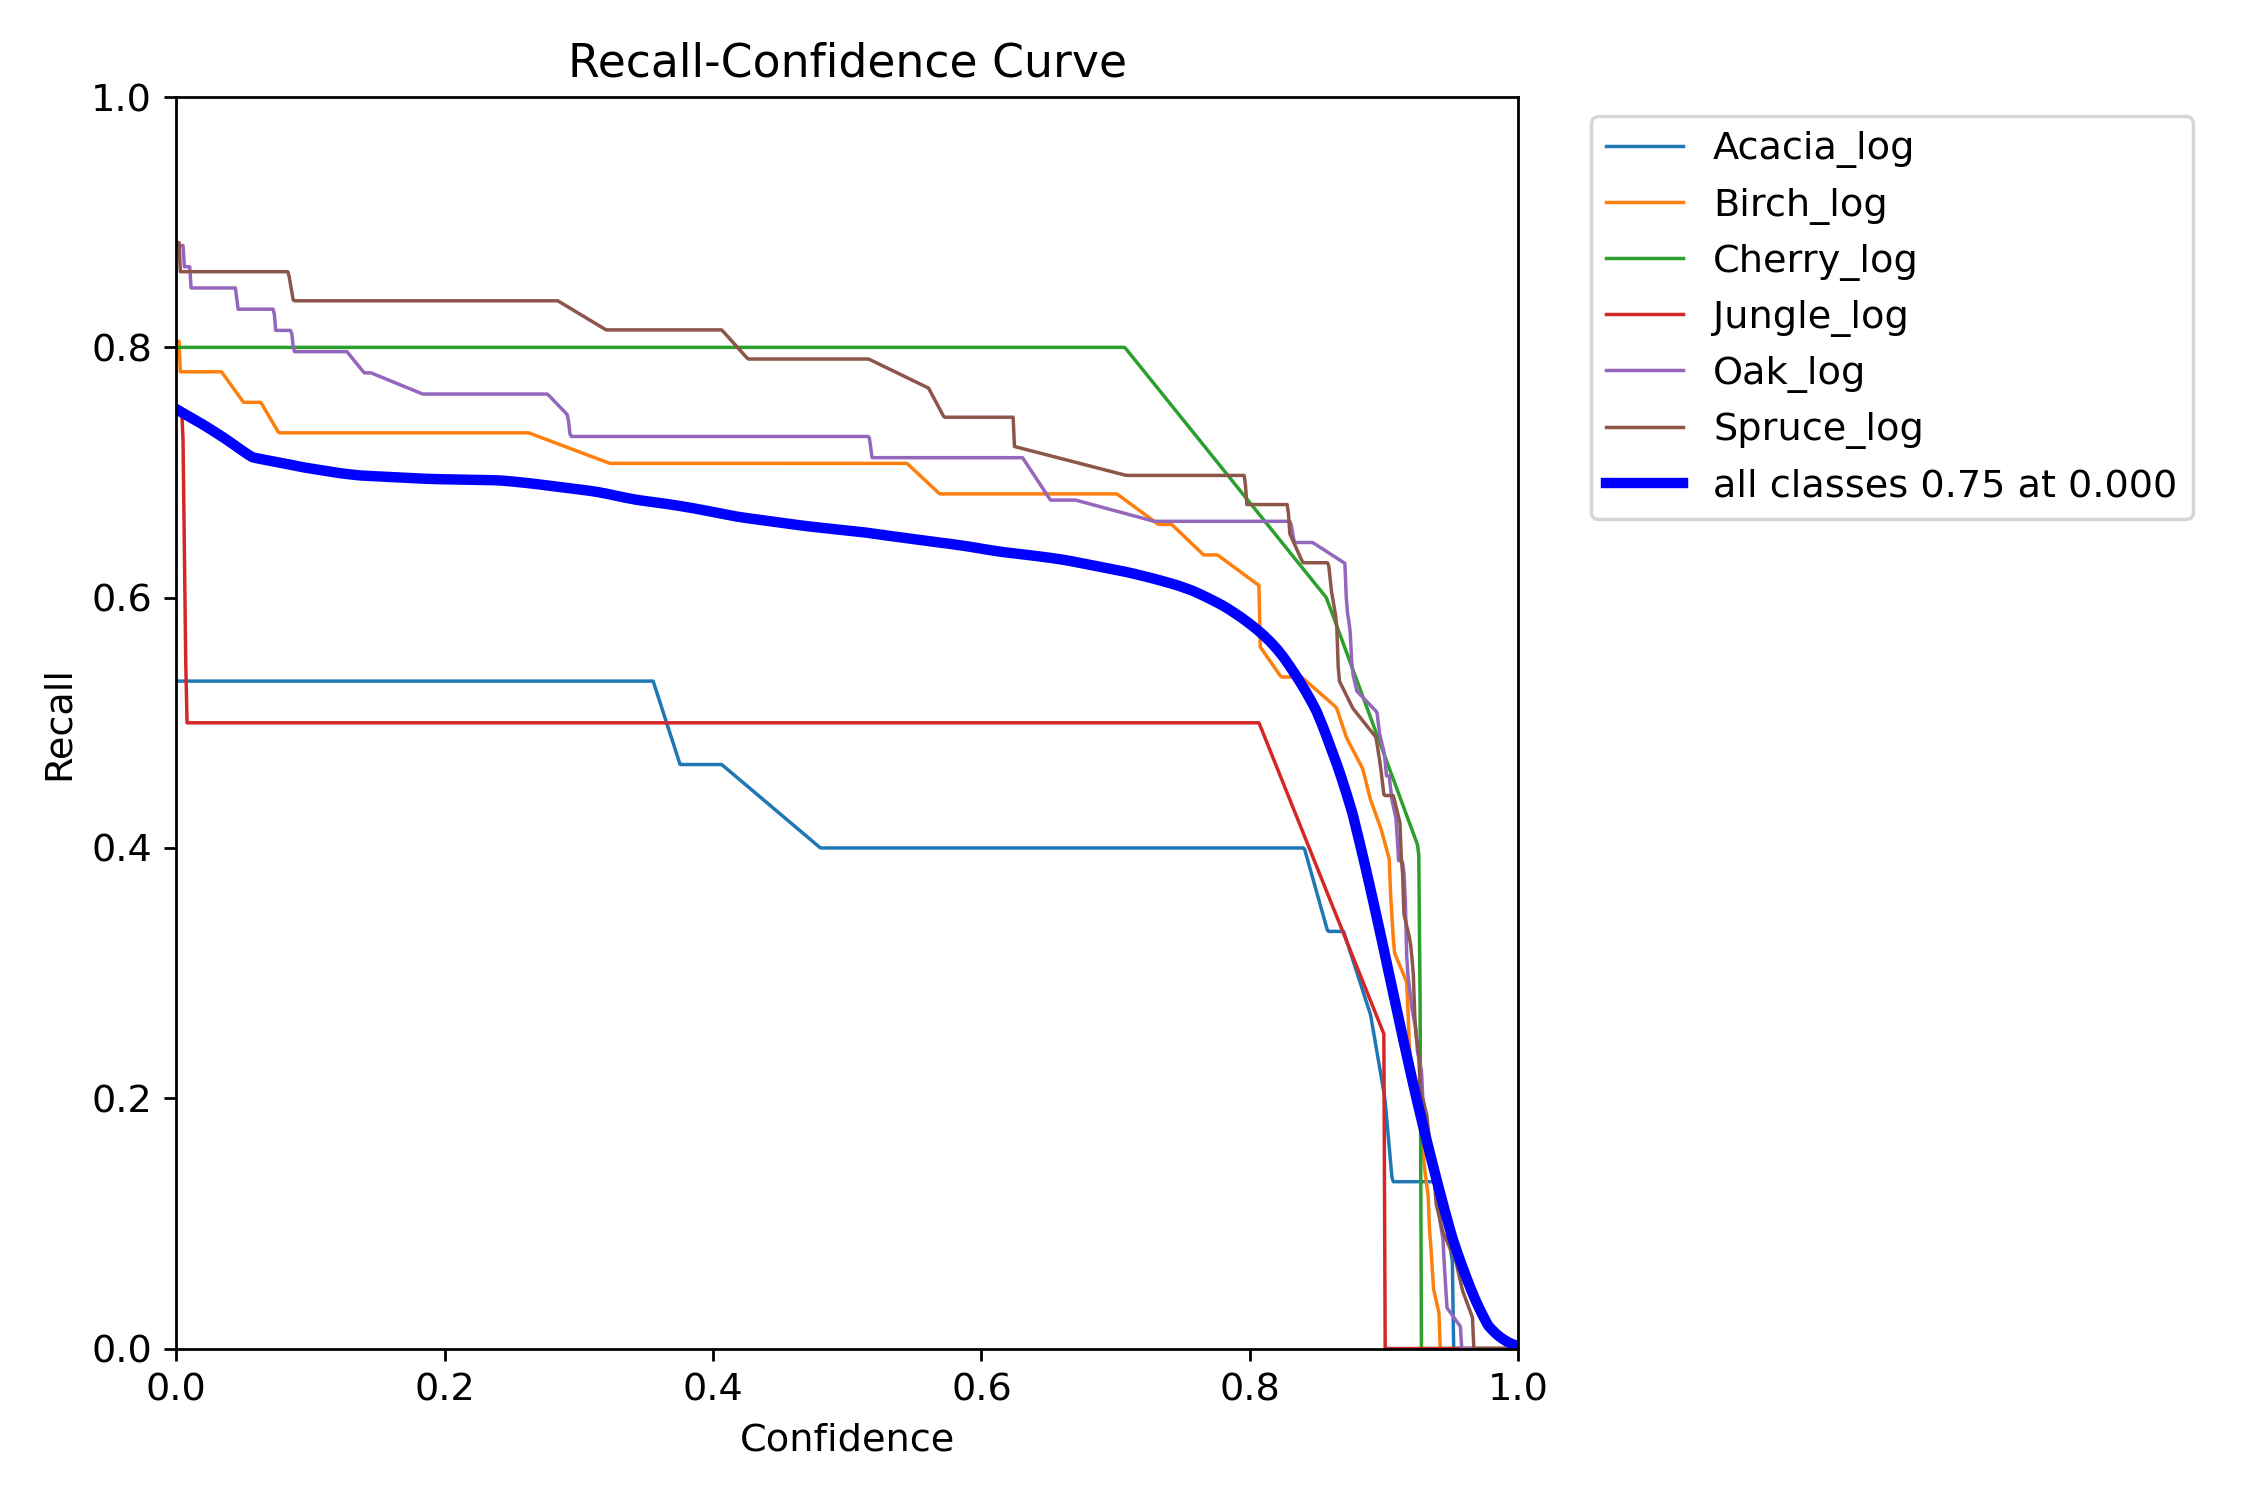 Recall-Confidence Curve
1.0
0.8
0.6
0.4
0.2
0.0
Recall
0.0 0.2 0.4 0.6 0.8 1.0
Confidence
Acacia_log
Birch_log
Cherry_log
Jungle_log
Oak_log
Spruce_log
all classes 0.75 at 0.000